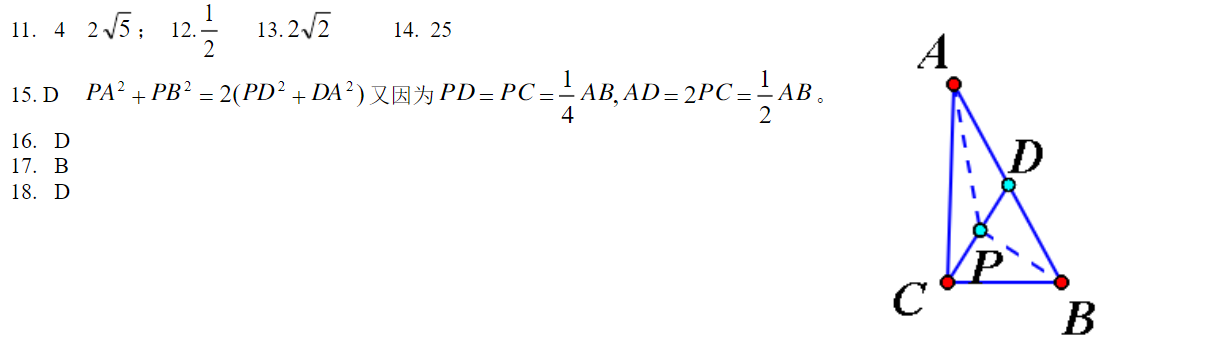 11. 4 2√5； 12. 1/2 13. 2√2 14. 25
15. D PA² + PB² = 2(PD² + DA²) 又因为 PD = PC = 1/4 AB, AD = 2PC = 1/2 AB。
16. D
17. B
18. D
A
D
P
C
B